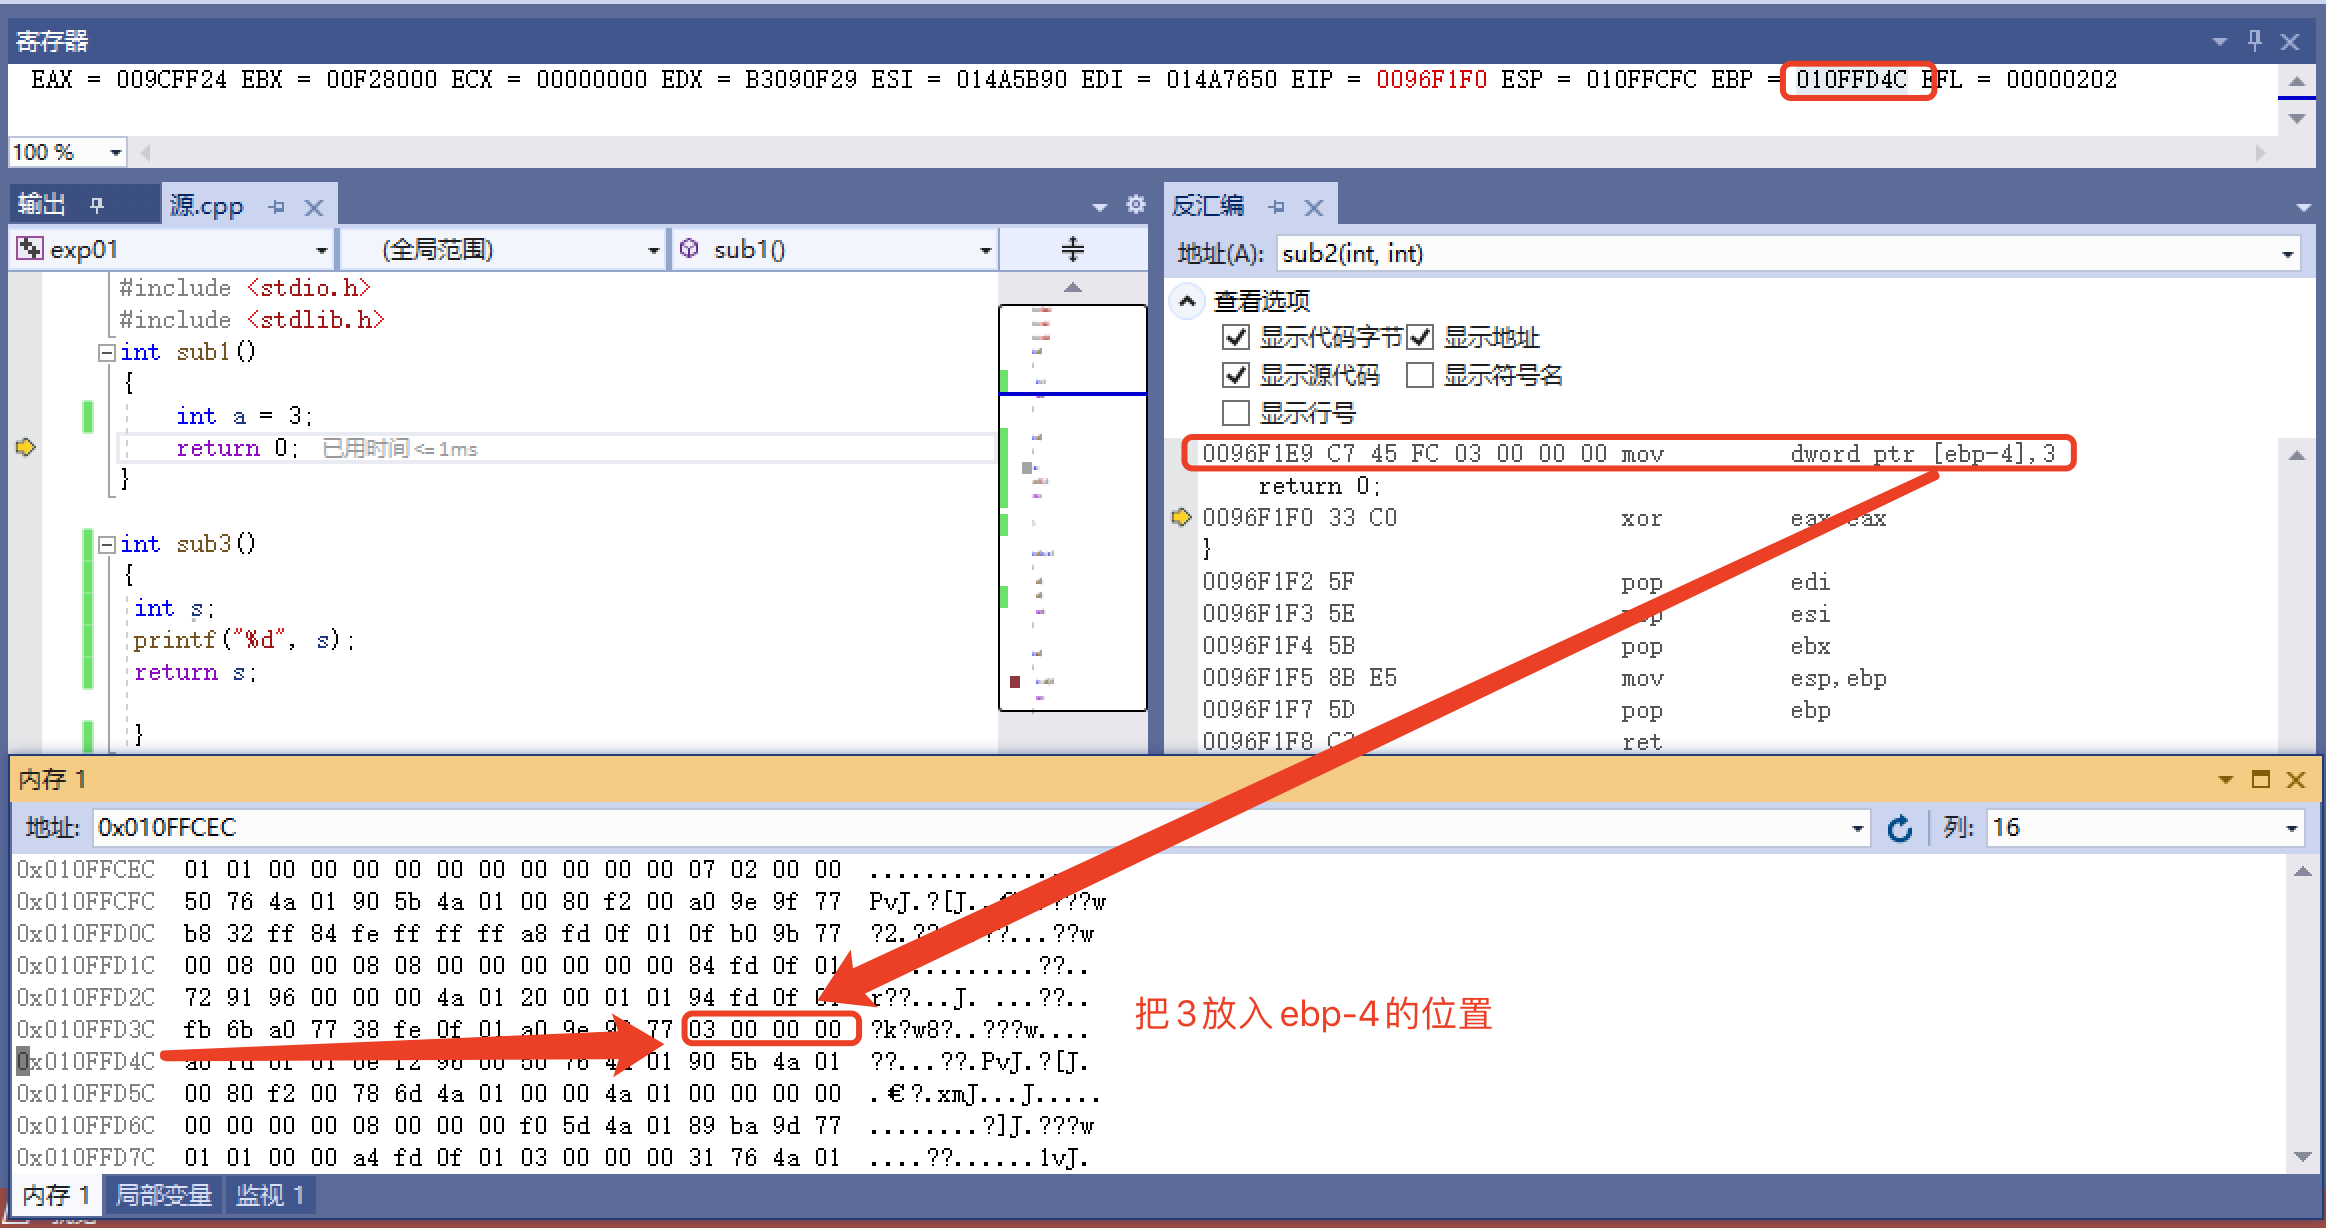 寄存器
EAX = 009CFF24 EBX = 00F28000 ECX = 00000000 EDX = B3090F29 ESI = 014A5B90 EDI = 014A7650 EIP = 0096F1F0 ESP = 010FFCFC EBP = 010FFD4C EFL = 00000202
100 %
输出 源.cpp
exp01 (全局范围) sub1()
#include <stdio.h>
#include <stdlib.h>
int sub1()
{
int a = 3;
return 0; 已用时间<=1ms
}
int sub3()
{
int s;
printf("%d", s);
return s;
}
反汇编
地址(A): sub2(int, int)
查看选项
显示代码字节 显示地址
显示源代码 显示符号名
显示行号
0096F1E9 C7 45 FC 03 00 00 00 mov dword ptr [ebp-4],3
return 0;
0096F1F0 33 C0 xor eax,eax
}
0096F1F2 5F pop edi
0096F1F3 5E pop esi
0096F1F4 5B pop ebx
0096F1F5 8B E5 mov esp,ebp
0096F1F7 5D pop ebp
0096F1F8 C3 ret
内存 1
地址: 0x010FFCEC 列: 16
0x010FFCEC 01 01 00 00 00 00 00 00 00 00 00 00 07 02 00 00 ..............
0x010FFCFC 50 76 4a 01 90 5b 4a 01 00 80 f2 00 a0 9e 9f 77 PvJ.?[J. ???w
0x010FFD0C b8 32 ff 84 fe ff ff ff a8 fd 0f 01 0f b0 9b 77 ?2.?? ??...??w
0x010FFD1C 00 08 00 00 08 08 00 00 00 00 00 00 84 fd 0f 01 ..........??..
0x010FFD2C 72 91 96 00 00 00 4a 01 20 00 01 01 94 fd 0f 01 r??...J. ...??..
0x010FFD3C fb 6b a0 77 38 fe 0f 01 a0 9e 9f 77 03 00 00 00 ?k?w8?..???w....
0x010FFD4C a0 fd 0f 01 0e f2 96 00 50 76 4a 01 90 5b 4a 01 ??...??.PvJ.?[J.
0x010FFD5C 00 80 f2 00 78 6d 4a 01 00 00 4a 01 00 00 00 00 .€?.xmJ...J.....
0x010FFD6C 00 00 00 00 08 00 00 00 f0 5d 4a 01 89 ba 9d 77 ........?]J.???w
0x010FFD7C 01 01 00 00 a4 fd 0f 01 03 00 00 00 31 76 4a 01 ....??......1vJ.
把3放入ebp-4的位置
内存 1 局部变量 监视 1